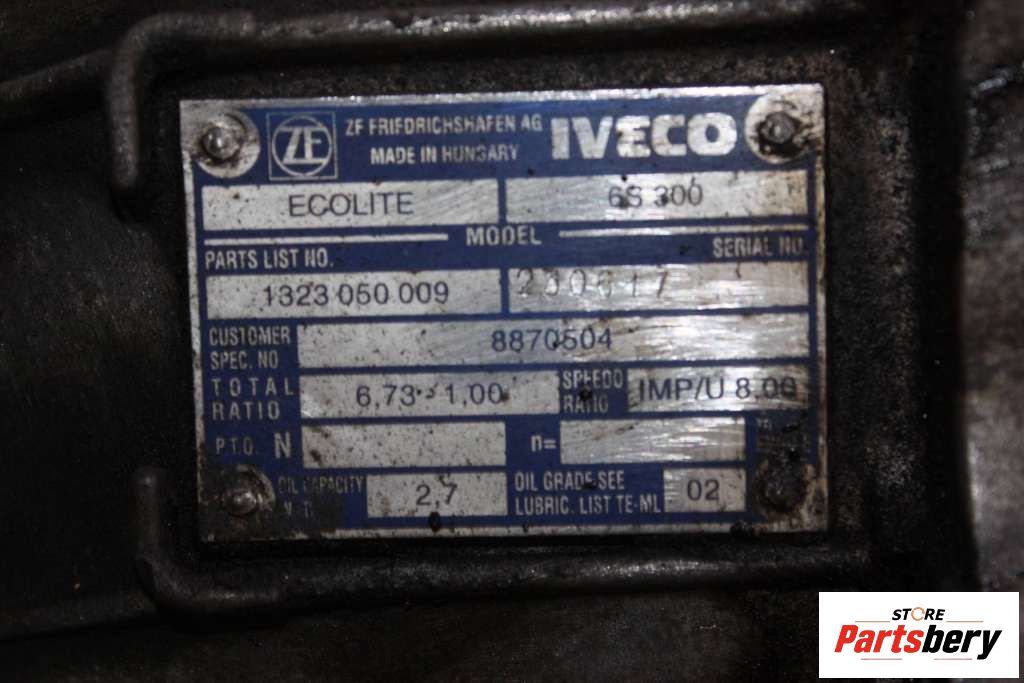 ZF ZF FRIEDRICHSHAFEN AG IVECO
MADE IN HUNGARY
ECOLITE 6S 300
MODEL
PARTS LIST NO. SERIAL NO.
1323 050 009 230617
CUSTOMER SPEC. NO 8870504
TOTAL RATIO 6,73 - 1,00 SPEEDO RATIO IMP/U 8,00
P.T.O. N n=
OIL CAPACITY 2,7 OIL GRADE SEE
LUBRIC. LIST TE-ML 02
STORE
Partsbery